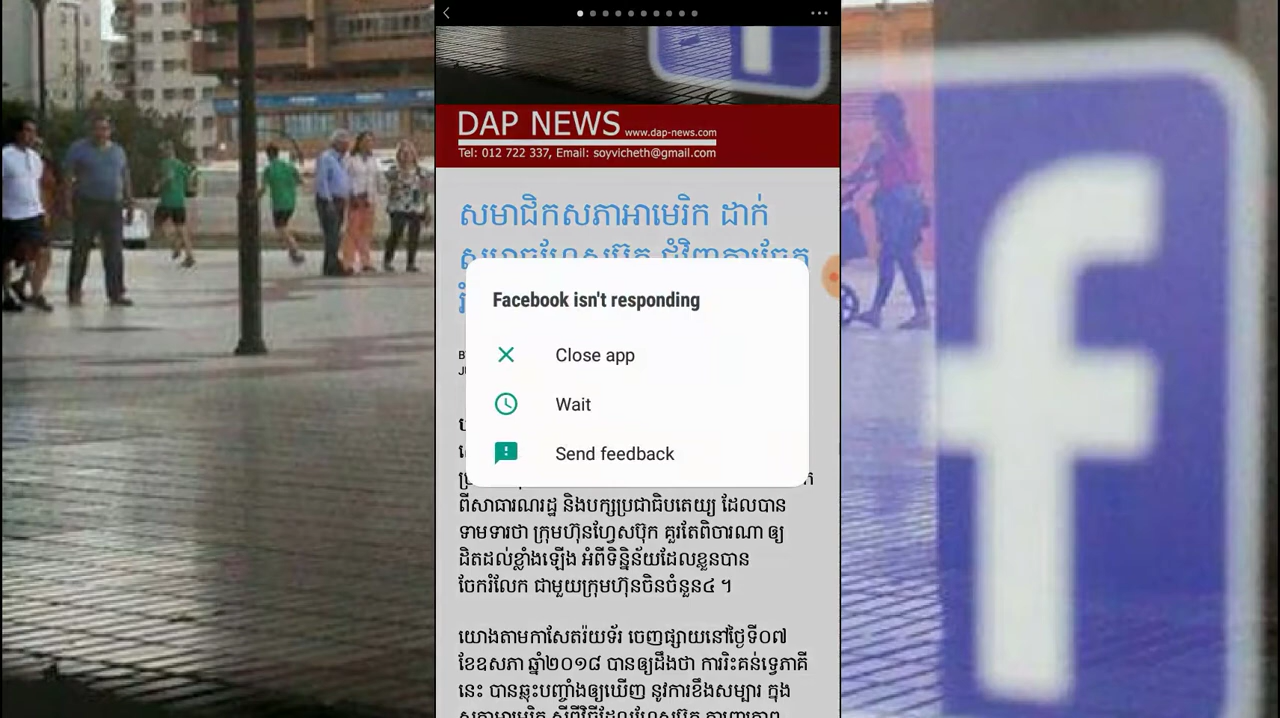 DAP NEWS www.dap-news.com
Tel: 012 722 337, Email: soyvicheth@gmail.com
សមាជិកសភាអាមេរិក ដាក់
Facebook isn't responding
Close app
Wait
Send feedback
ពីសាធារណរដ្ឋ និងបក្សប្រជាធិបតេយ្យ ដែលបាន
ទាមទារថា ក្រុមហ៊ុនហ្វែសប៊ុក គួរតែពិចារណា ឲ្យ
ដិតដល់ខ្លាំងឡើង អំពីទិន្និន័យដែលខ្លួនបាន
ចែករំលែក ជាមួយក្រុមហ៊ុនចិនចំនួន៤ ។
យោងតាមកាសែតរ៉យទ័រ ចេញផ្សាយនៅថ្ងៃទី០៧
ខែឧសភា ឆ្នាំ២០១៨ បានឲ្យដឹងថា ការរិះគន់ទ្វេភាគី
នេះ បានឆ្លុះបញ្ចាំងឲ្យឃើញ នូវការខឹងសម្បារ ក្នុង